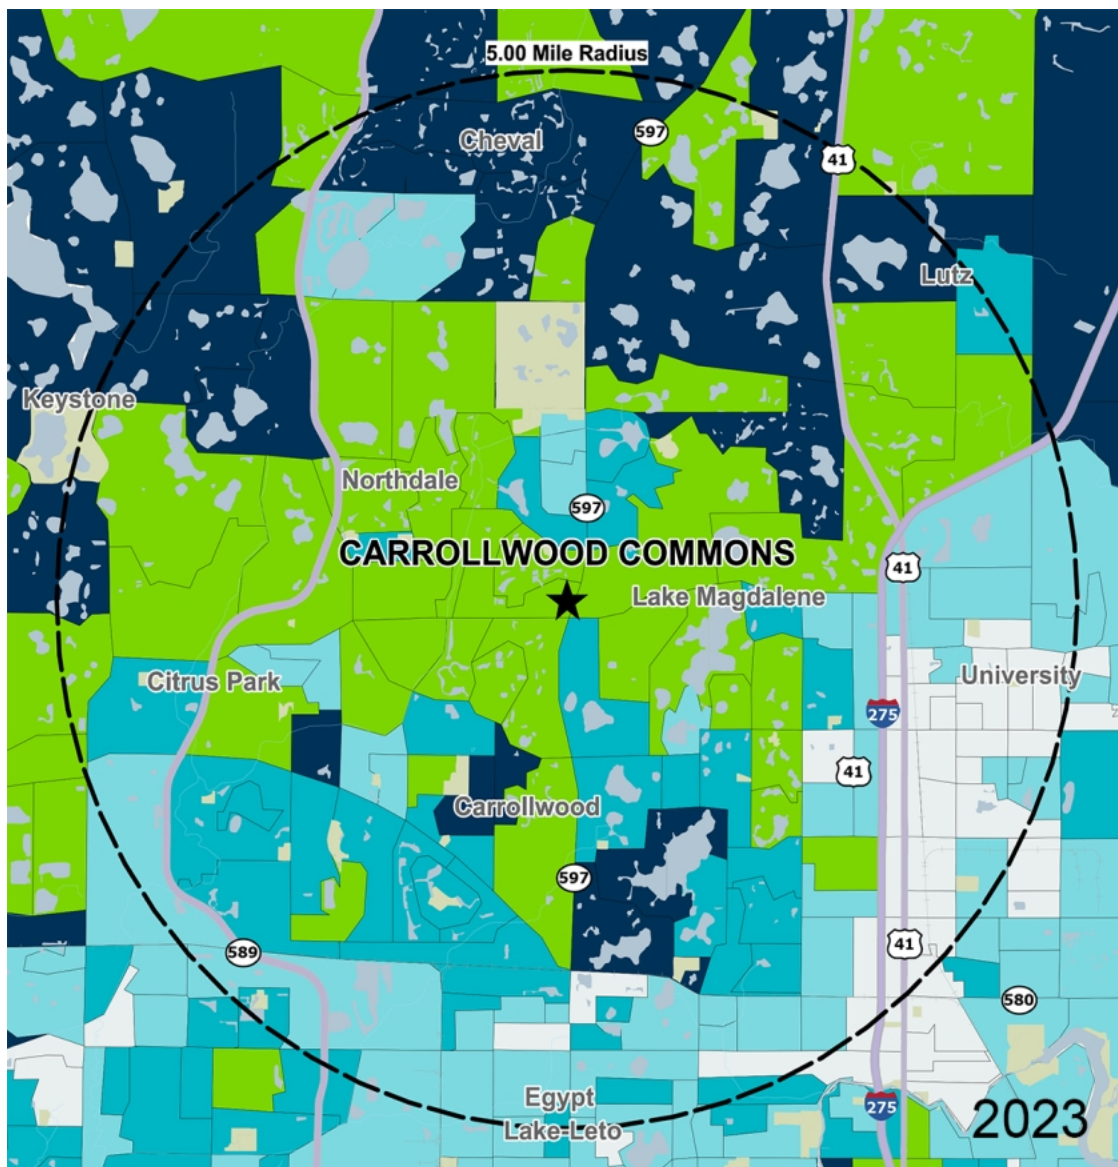 5.00 Mile Radius
597
Cheval
41
Lutz
Keystone
Northdale
597
CARROLLWOOD COMMONS
41
Lake Magdalene
Citrus Park
University
275
41
Carrollwood
597
589
41
580
Egypt
Lake Leto
275
2023